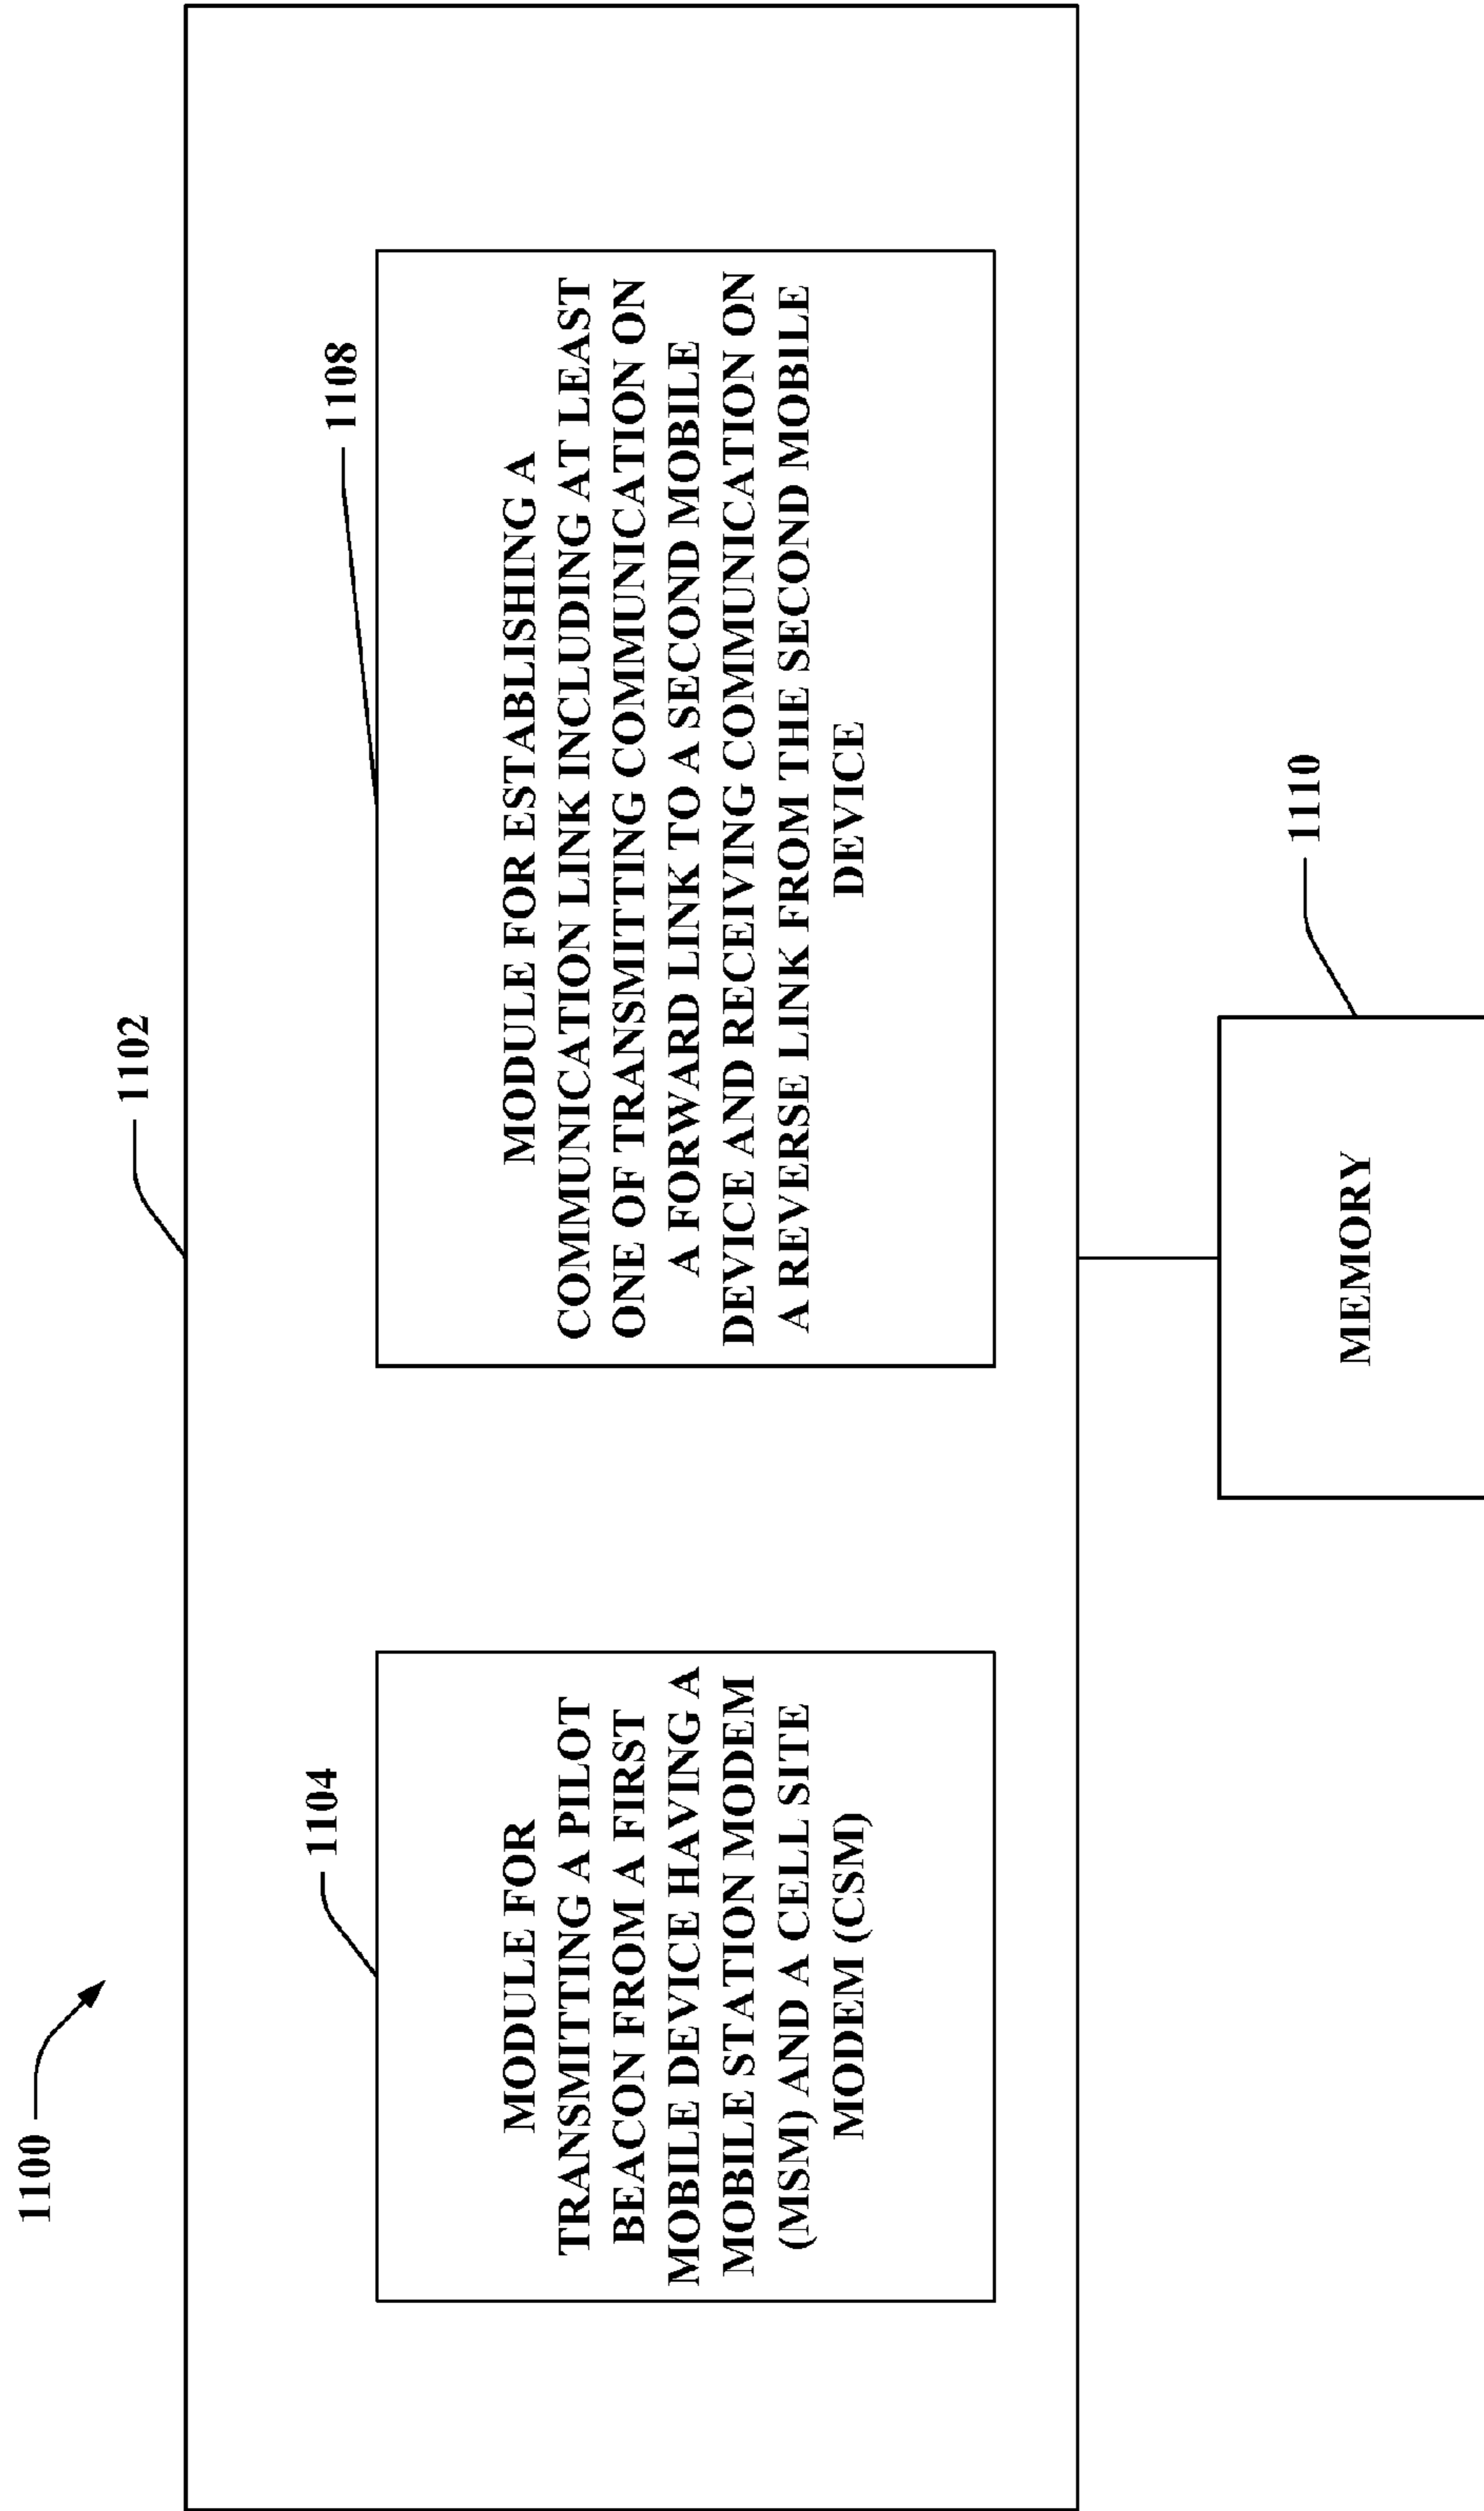 1100
1102
1104
MODULE FOR
TRANSMITTING A PILOT
BEACON FROM A FIRST
MOBILE DEVICE HAVING A
MOBILE STATION MODEM
(MSM) AND A CELL SITE
MODEM (CSM)
1108
MODULE FOR ESTABLISHING A
COMMUNICATION LINK INCLUDING AT LEAST
ONE OF TRANSMITTING COMMUNICATION ON
A FORWARD LINK TO A SECOND MOBILE
DEVICE AND RECEIVING COMMUNICATION ON
A REVERSE LINK FROM THE SECOND MOBILE
DEVICE
1110
MEMORY